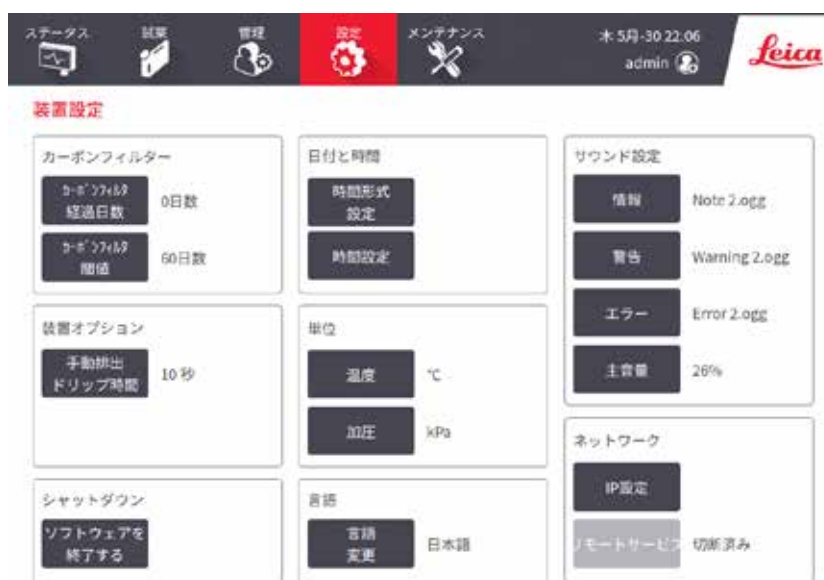 ステータス
試薬
管理
設定
メンテナンス
木 5月-30 22:06
admin
Leica
装置設定
カーボンフィルター
カーボンフィルタ
経過日数
0日数
カーボンフィルタ
閾値
60日数
装置オプション
手動排出
ドリップ時間
10 秒
シャットダウン
ソフトウェアを
終了する
日付と時間
時間形式
設定
時間設定
単位
温度
℃
加圧
kPa
言語
言語
変更
日本語
サウンド設定
情報
Note 2.ogg
警告
Warning 2.ogg
エラー
Error 2.ogg
主音量
26%
ネットワーク
IP設定
リモートサービス
切断済み